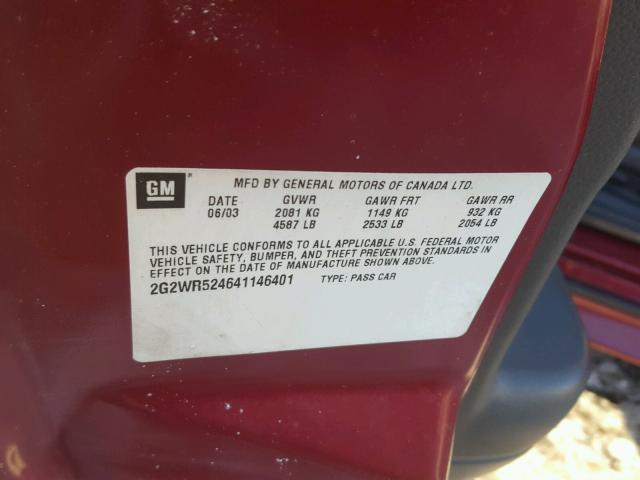 GM ®
MFD BY GENERAL MOTORS OF CANADA LTD.
DATE GVWR GAWR FRT GAWR RR
06/03 2081 KG 1149 KG 932 KG
4587 LB 2533 LB 2054 LB
THIS VEHICLE CONFORMS TO ALL APPLICABLE U.S. FEDERAL MOTOR
VEHICLE SAFETY, BUMPER, AND THEFT PREVENTION STANDARDS IN
EFFECT ON THE DATE OF MANUFACTURE SHOWN ABOVE.
2G2WR524641146401 TYPE: PASS CAR